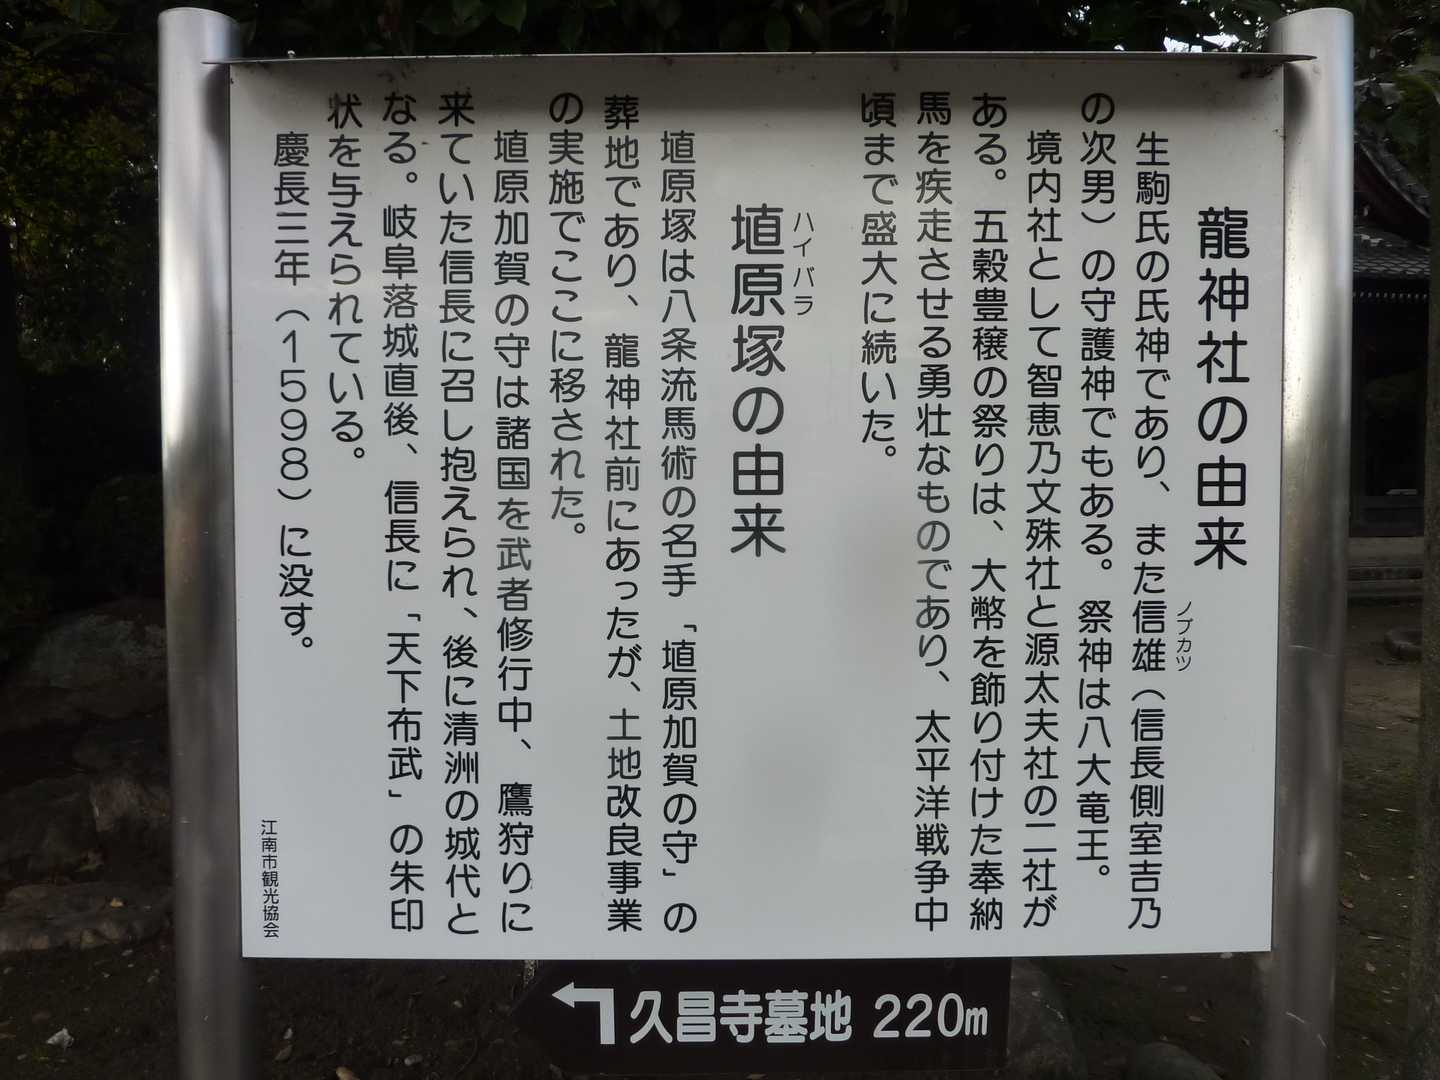 龍神社の由来
生駒氏の氏神であり、また信雄（信長側室吉乃
ノブカツ
の次男）の守護神でもある。祭神は八大竜王。
境内社として智恵乃文殊社と源太夫社の二社が
ある。五穀豊穣の祭りは、大幣を飾り付けた奉納
馬を疾走させる勇壮なものであり、太平洋戦争中
頃まで盛大に続いた。
ハイバラ
埴原塚の由来
埴原塚は八条流馬術の名手「埴原加賀の守」の
葬地であり、龍神社前にあったが、土地改良事業
の実施でここに移された。
埴原加賀の守は諸国を武者修行中、鷹狩りに
来ていた信長に召し抱えられ、後に清洲の城代と
なる。岐阜落城直後、信長に「天下布武」の朱印
状を与えられている。
慶長三年（1598）に没す。
江南市観光協会
久昌寺墓地 220m